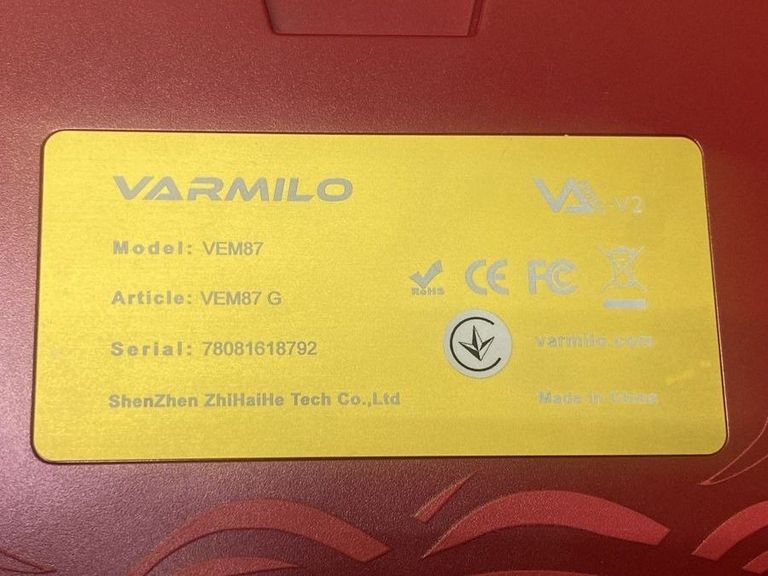 VARMILO
VA -V2
Model: VEM87
Article: VEM87 G
RoHS CE FC
Serial: 78081618792
varmilo.com
ShenZhen ZhiHaiHe Tech Co.,Ltd
Made in China